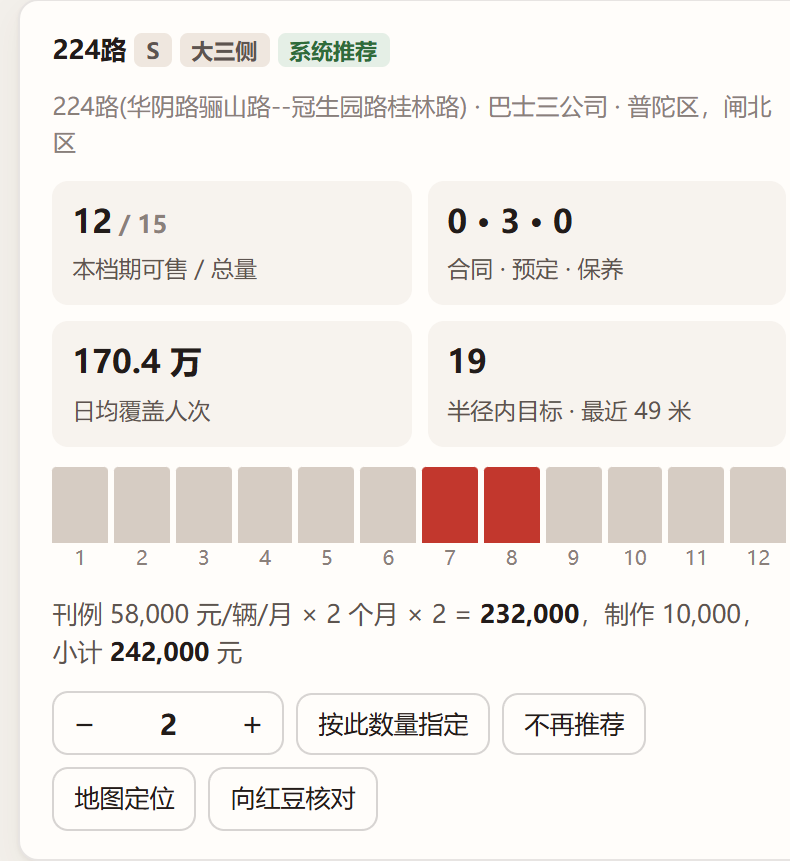 224路 S 大三侧 系统推荐
224路(华阴路骊山路--冠生园路桂林路) · 巴士三公司 · 普陀区，闸北
区
12 / 15
本档期可售 / 总量
0 • 3 • 0
合同 · 预定 · 保养
170.4 万
日均覆盖人次
19
半径内目标 · 最近 49 米
1 2 3 4 5 6 7 8 9 10 11 12
刊例 58,000 元/辆/月 × 2 个月 × 2 = 232,000，制作 10,000，
小计 242,000 元
− 2 + 按此数量指定 不再推荐
地图定位 向红豆核对